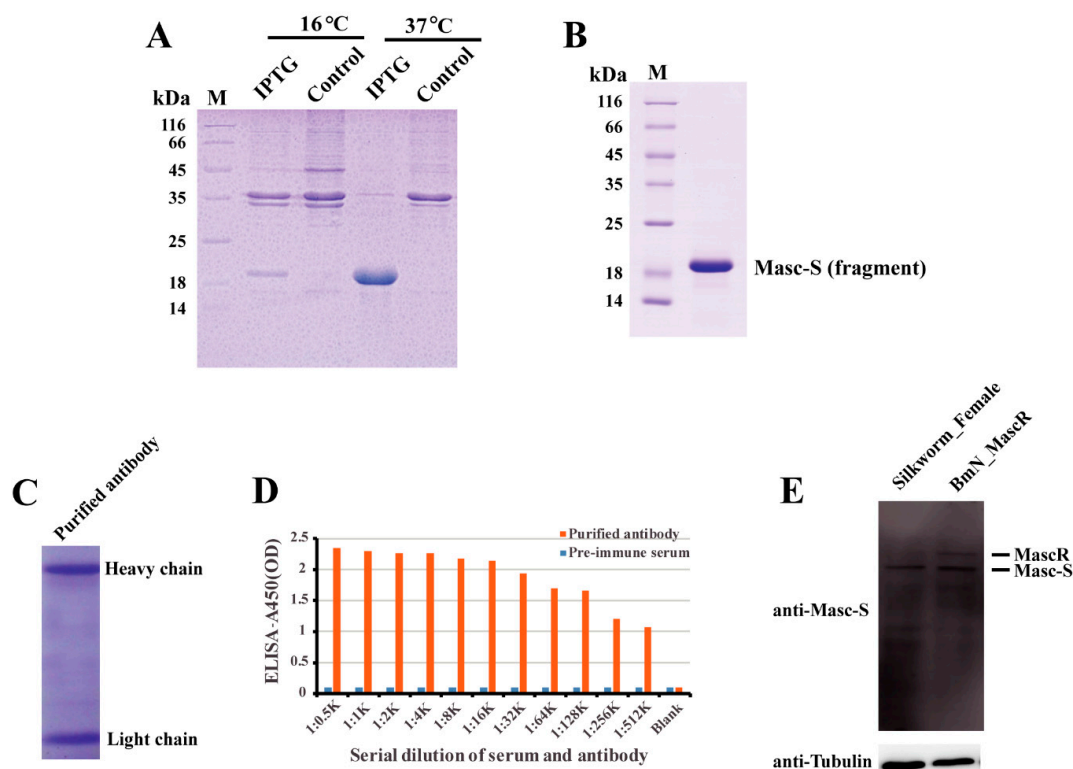 A
16°C
37°C
IPTG
Control
IPTG
Control
kDa
M
116
66
45
35
25
18
14
B
kDa
M
116
66
45
35
25
18
14
Masc-S (fragment)
C
Purified antibody
Heavy chain
Light chain
D
ELISA-A450(OD)
2.5
2
1.5
1
0.5
0
Purified antibody
Pre-immune serum
1:0.5K
1:1K
1:2K
1:4K
1:8K
1:16K
1:32K
1:64K
1:128K
1:256K
1:512K
Blank
Serial dilution of serum and antibody
E
Silkworm_Female
BmN_MascR
MascR
Masc-S
anti-Masc-S
anti-Tubulin